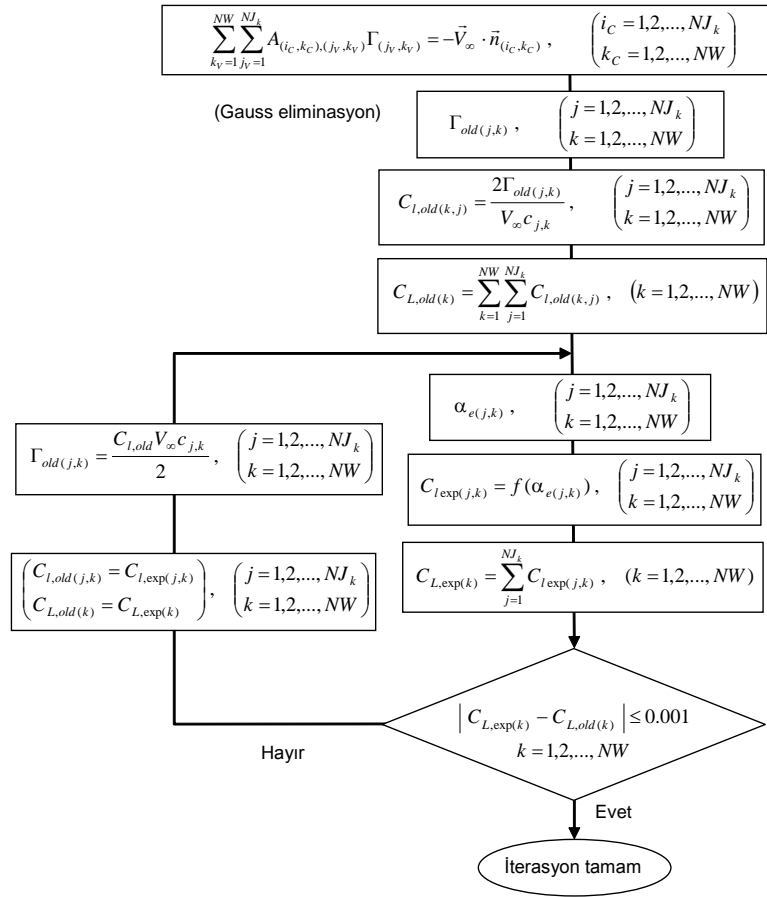 \sum_{k_V=1}^{NW} \sum_{j_V=1}^{NJ_k} A_{(i_C,k_C),(j_V,k_V)} \Gamma_{(j_V,k_V)} = -\vec{V}_\infty \cdot \vec{n}_{(i_C,k_C)} , \begin{pmatrix} i_C = 1,2,..., NJ_k \\ k_C = 1,2,..., NW \end{pmatrix}
(Gauss eliminasyon)
\Gamma_{old(j,k)} , \begin{pmatrix} j = 1,2,..., NJ_k \\ k = 1,2,..., NW \end{pmatrix}
C_{l,old(k,j)} = \frac{2\Gamma_{old(j,k)}}{V_\infty c_{j,k}} , \begin{pmatrix} j = 1,2,..., NJ_k \\ k = 1,2,..., NW \end{pmatrix}
C_{L,old(k)} = \sum_{k=1}^{NW} \sum_{j=1}^{NJ_k} C_{l,old(k,j)} , (k = 1,2,..., NW)
\alpha_{e(j,k)} , \begin{pmatrix} j = 1,2,..., NJ_k \\ k = 1,2,..., NW \end{pmatrix}
\Gamma_{old(j,k)} = \frac{C_{l,old} V_\infty c_{j,k}}{2} , \begin{pmatrix} j = 1,2,..., NJ_k \\ k = 1,2,..., NW \end{pmatrix}
C_{l exp(j,k)} = f(\alpha_{e(j,k)}) , \begin{pmatrix} j = 1,2,..., NJ_k \\ k = 1,2,..., NW \end{pmatrix}
\begin{pmatrix} C_{l,old(j,k)} = C_{l,exp(j,k)} \\ C_{L,old(k)} = C_{L,exp(k)} \end{pmatrix} , \begin{pmatrix} j = 1,2,..., NJ_k \\ k = 1,2,..., NW \end{pmatrix}
C_{L,exp(k)} = \sum_{j=1}^{NJ_k} C_{l exp(j,k)} , (k = 1,2,..., NW)
| C_{L,exp(k)} - C_{L,old(k)} | \leq 0.001
k = 1,2,..., NW
Hayır
Evet
İterasyon tamam